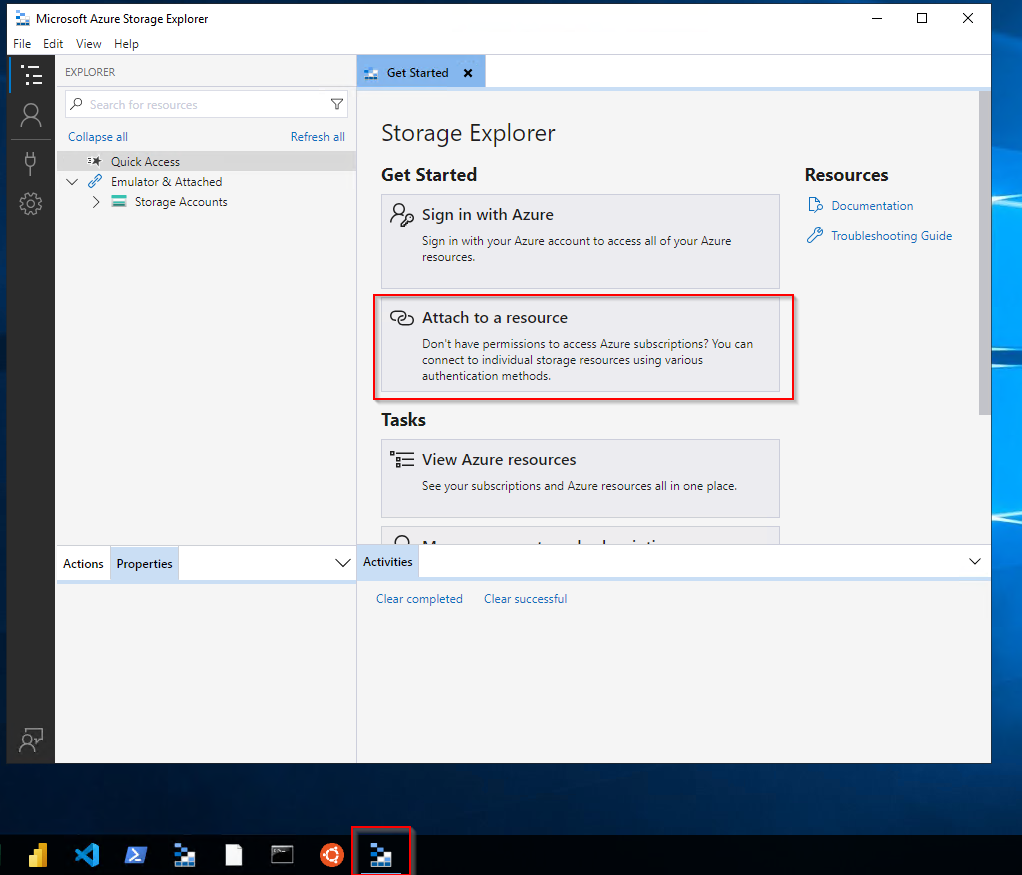 Microsoft Azure Storage Explorer
File Edit View Help
EXPLORER
Search for resources
Collapse all
Refresh all
Quick Access
Emulator & Attached
Storage Accounts
Get Started
Storage Explorer
Get Started
Sign in with Azure
Sign in with your Azure account to access all of your Azure
resources.
Attach to a resource
Don't have permissions to access Azure subscriptions? You can
connect to individual storage resources using various
authentication methods.
Tasks
View Azure resources
See your subscriptions and Azure resources all in one place.
Resources
Documentation
Troubleshooting Guide
Actions
Properties
Activities
Clear completed
Clear successful